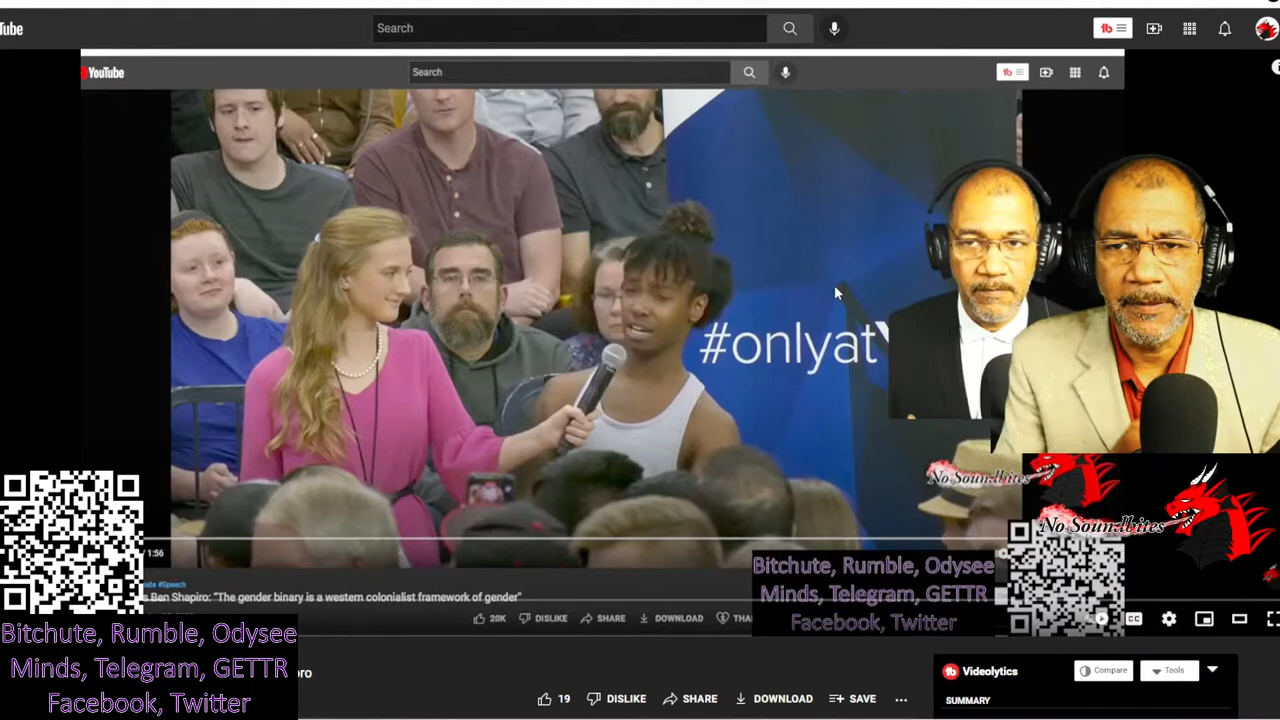 Tube
Search
YouTube
Search
#onlyat
No Soundbites
No Soundbites
1:56
Bitchute, Rumble, Odysee
Minds, Telegram, GETTR
Facebook, Twitter
#Speech
Ben Shapiro: "The gender binary is a western colonialist framework of gender"
20K
DISLIKE
SHARE
DOWNLOAD
CC
Bitchute, Rumble, Odysee
Minds, Telegram, GETTR
Facebook, Twitter
Videolytics
Compare
Tools
SUMMARY
19
DISLIKE
SHARE
DOWNLOAD
SAVE